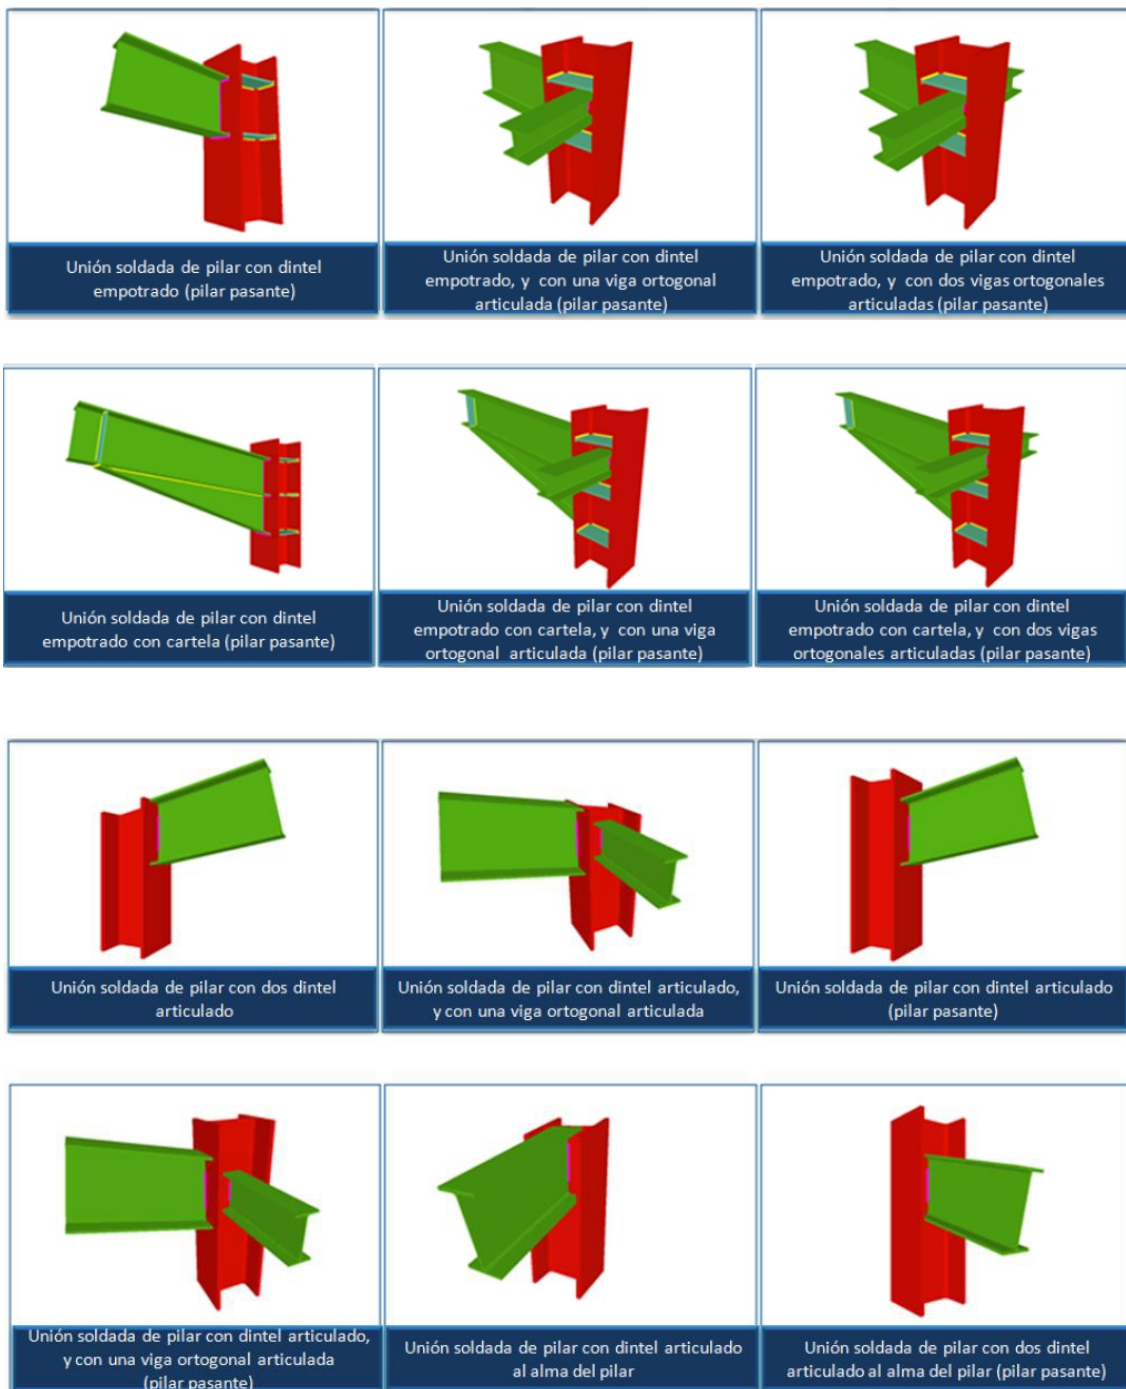 Unión soldada de pilar con dintel
empotrado (pilar pasante)
Unión soldada de pilar con dintel
empotrado, y con una viga ortogonal
articulada (pilar pasante)
Unión soldada de pilar con dintel
empotrado, y con dos vigas ortogonales
articuladas (pilar pasante)
Unión soldada de pilar con dintel
empotrado con cartela (pilar pasante)
Unión soldada de pilar con dintel
empotrado con cartela, y con una viga
ortogonal articulada (pilar pasante)
Unión soldada de pilar con dintel
empotrado con cartela, y con dos vigas
ortogonales articuladas (pilar pasante)
Unión soldada de pilar con dos dintel
articulado
Unión soldada de pilar con dintel articulado,
y con una viga ortogonal articulada
Unión soldada de pilar con dintel articulado
(pilar pasante)
Unión soldada de pilar con dintel articulado,
y con una viga ortogonal articulada
(pilar pasante)
Unión soldada de pilar con dintel articulado
al alma del pilar
Unión soldada de pilar con dos dintel
articulado al alma del pilar (pilar pasante)